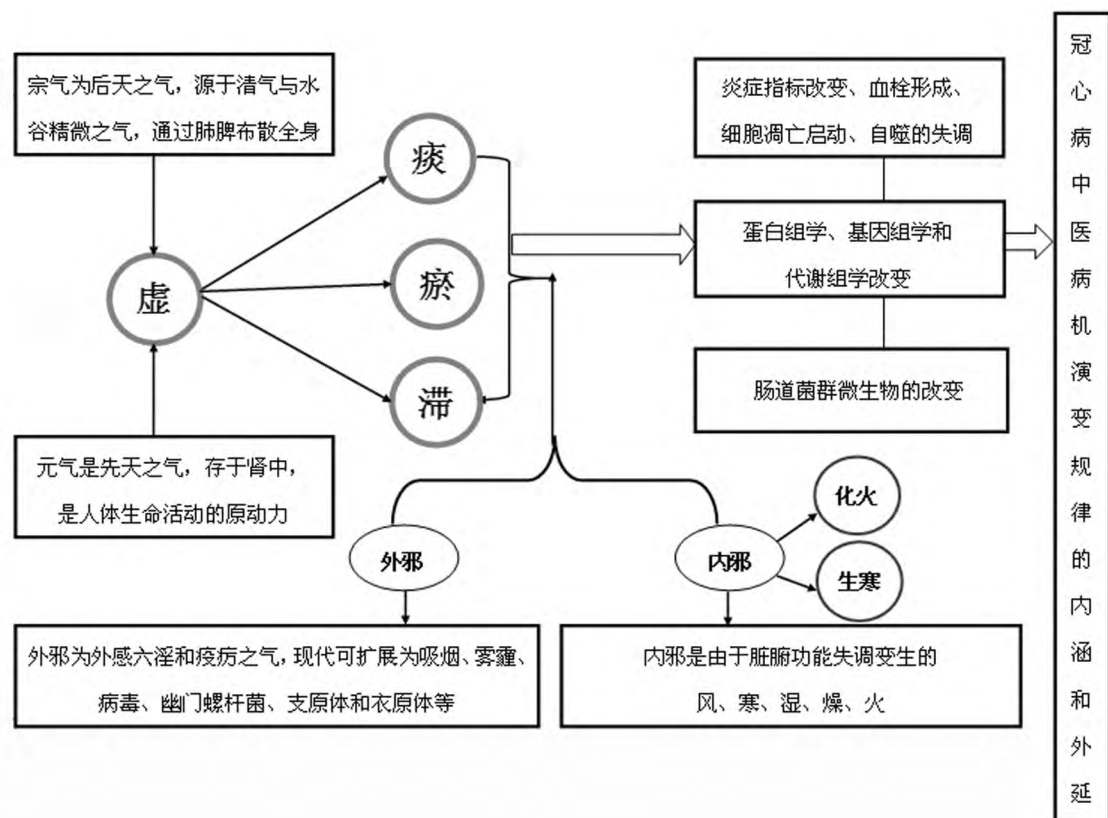 宗气为后天之气，源于清气与水
谷精微之气，通过肺脾布散全身
虚
元气是先天之气，存于肾中，
是人体生命活动的原动力
痰
瘀
滞
外邪
内邪
化火
生寒
外邪为外感六淫和疫疠之气，现代可扩展为吸烟、雾霾、
病毒、幽门螺杆菌、支原体和衣原体等
内邪是由于脏腑功能失调变生的
风、寒、湿、燥、火
炎症指标改变、血栓形成、
细胞凋亡启动、自噬的失调
蛋白组学、基因组学和
代谢组学改变
肠道菌群微生物的改变
冠心病中医病机演变规律的内涵和外延